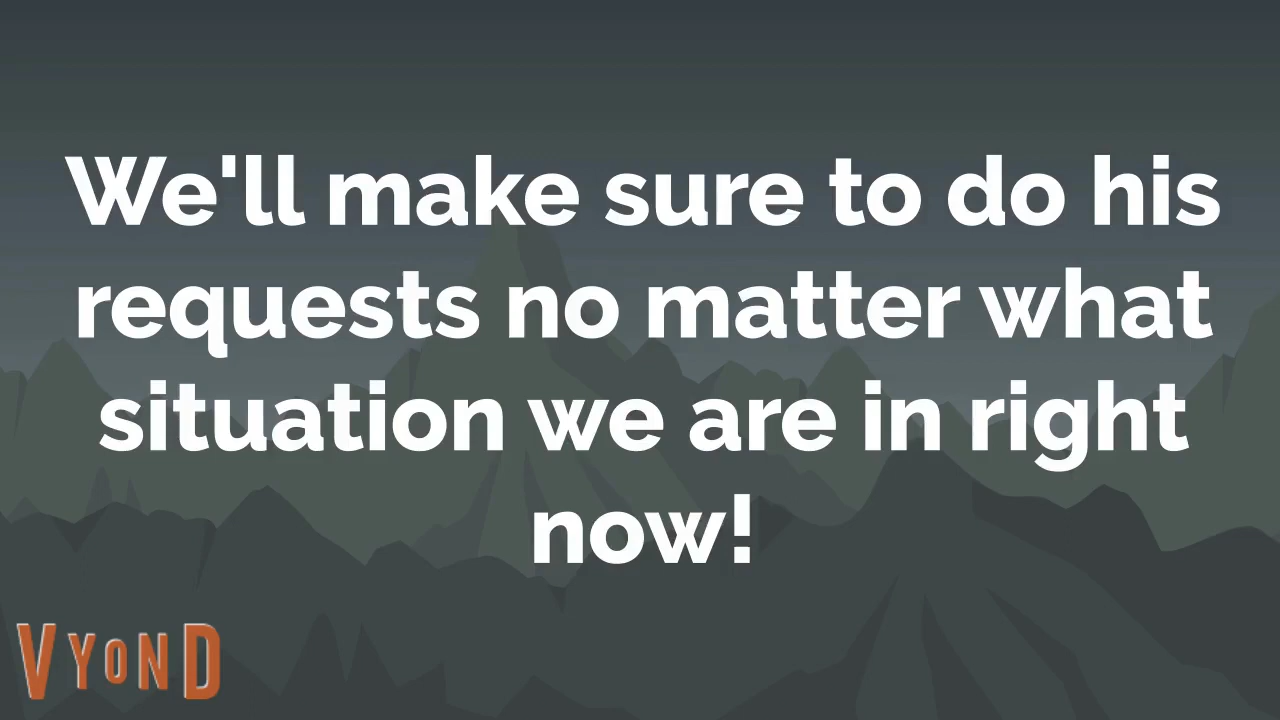 We'll make sure to do his
requests no matter what
situation we are in right
now!
VYOND